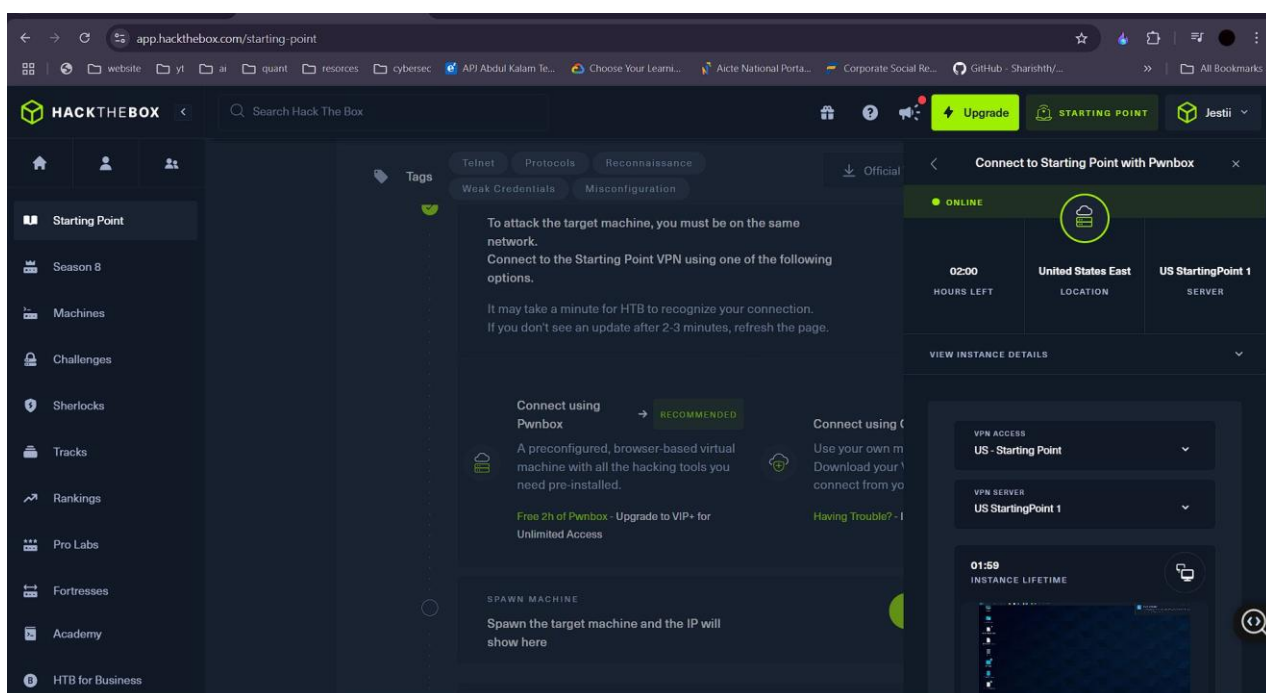 app.hackthebox.com/starting-point
website
yt
ai
quant
resorces
cybersec
APJ Abdul Kalam Te...
Choose Your Learni...
Aicte National Porta...
Corporate Social Re...
GitHub - Sharishth/...
»
All Bookmarks
HACKTHEBOX
Search Hack The Box
Upgrade
STARTING POINT
Jestii
Starting Point
Season 8
Machines
Challenges
Sherlocks
Tracks
Rankings
Pro Labs
Fortresses
Academy
HTB for Business
Tags
Telnet
Protocols
Reconnaissance
Weak Credentials
Misconfiguration
Official
To attack the target machine, you must be on the same
network.
Connect to the Starting Point VPN using one of the following
options.
It may take a minute for HTB to recognize your connection.
If you don't see an update after 2-3 minutes, refresh the page.
Connect using
Pwnbox
RECOMMENDED
A preconfigured, browser-based virtual
machine with all the hacking tools you
need pre-installed.
Free 2h of Pwnbox - Upgrade to VIP+ for
Unlimited Access
Connect using
Use your own m
Download your
connect from yo
Having Trouble? -
SPAWN MACHINE
Spawn the target machine and the IP will
show here
Connect to Starting Point with Pwnbox
ONLINE
02:00
HOURS LEFT
United States East
LOCATION
US StartingPoint 1
SERVER
VIEW INSTANCE DETAILS
VPN ACCESS
US - Starting Point
VPN SERVER
US StartingPoint 1
01:59
INSTANCE LIFETIME